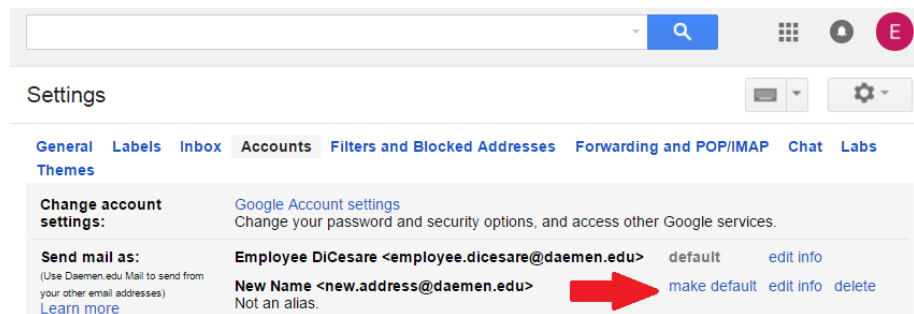 E
Settings
General Labels Inbox Accounts Filters and Blocked Addresses Forwarding and POP/IMAP Chat Labs
Themes
Change account settings:
Google Account settings
Change your password and security options, and access other Google services.
Send mail as:
(Use Daemen.edu Mail to send from your other email addresses)
Learn more
Employee DiCesare <employee.dicesare@daemen.edu> default edit info
New Name <new.address@daemen.edu> make default edit info delete
Not an alias.